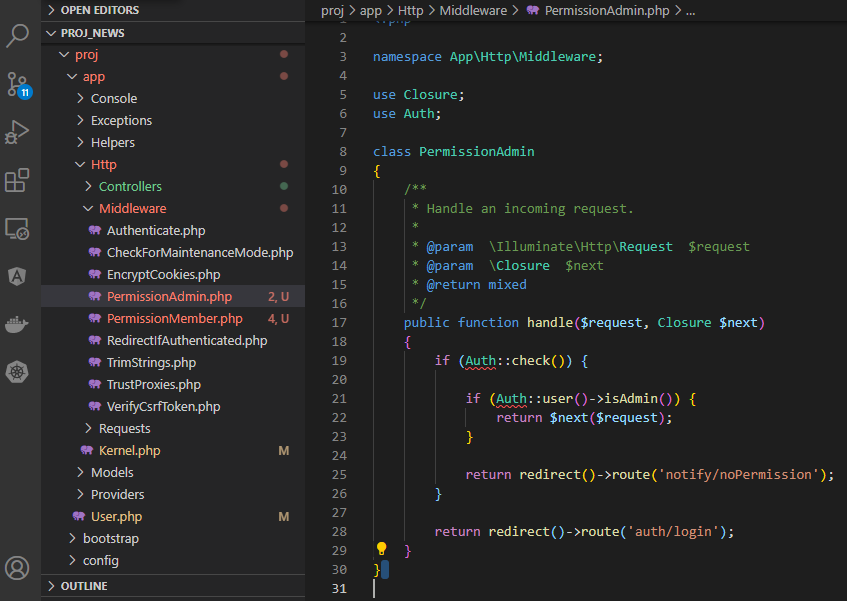 OPEN EDITORS
PROJ_NEWS
proj
app
Console
Exceptions
Helpers
Http
Controllers
Middleware
Authenticate.php
CheckForMaintenanceMode.php
EncryptCookies.php
PermissionAdmin.php 2, U
PermissionMember.php 4, U
RedirectIfAuthenticated.php
TrimStrings.php
TrustProxies.php
VerifyCsrfToken.php
Requests
Kernel.php M
Models
Providers
User.php M
bootstrap
config
OUTLINE
11
proj > app > Http > Middleware > PermissionAdmin.php > ...
2
3 namespace App\Http\Middleware;
4
5 use Closure;
6 use Auth;
7
8 class PermissionAdmin
9 {
10 /**
11 * Handle an incoming request.
12 *
13 * @param  \Illuminate\Http\Request  $request
14 * @param  \Closure  $next
15 * @return mixed
16 */
17 public function handle($request, Closure $next)
18 {
19 if (Auth::check()) {
20
21 if (Auth::user()->isAdmin()) {
22 return $next($request);
23 }
24
25 return redirect()->route('notify/noPermission');
26 }
27
28 return redirect()->route('auth/login');
29 }
30 }
31